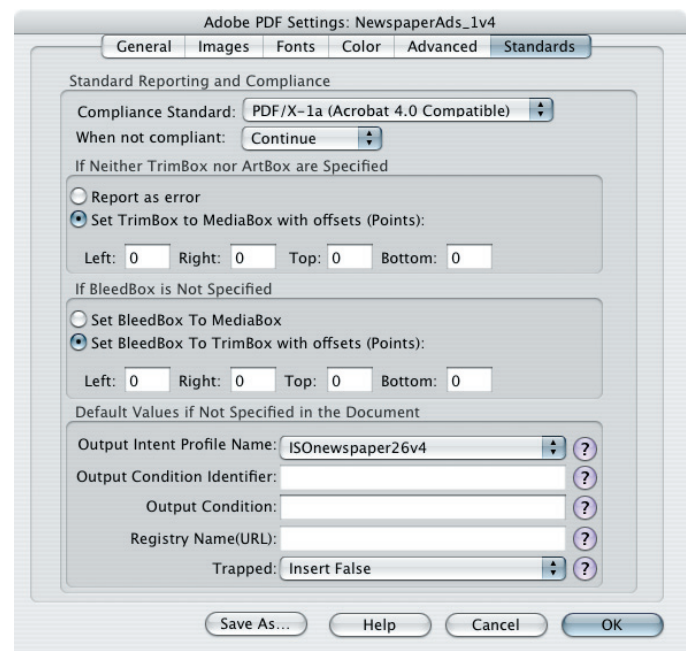 Adobe PDF Settings: NewspaperAds_1v4
General Images Fonts Color Advanced Standards
Standard Reporting and Compliance
Compliance Standard: PDF/X-1a (Acrobat 4.0 Compatible)
When not compliant: Continue
If Neither TrimBox nor ArtBox are Specified
Report as error
Set TrimBox to MediaBox with offsets (Points):
Left: 0 Right: 0 Top: 0 Bottom: 0
If BleedBox is Not Specified
Set BleedBox To MediaBox
Set BleedBox To TrimBox with offsets (Points):
Left: 0 Right: 0 Top: 0 Bottom: 0
Default Values if Not Specified in the Document
Output Intent Profile Name: ISOnewspaper26v4 ?
Output Condition Identifier: ?
Output Condition: ?
Registry Name(URL): ?
Trapped: Insert False ?
Save As... Help Cancel OK